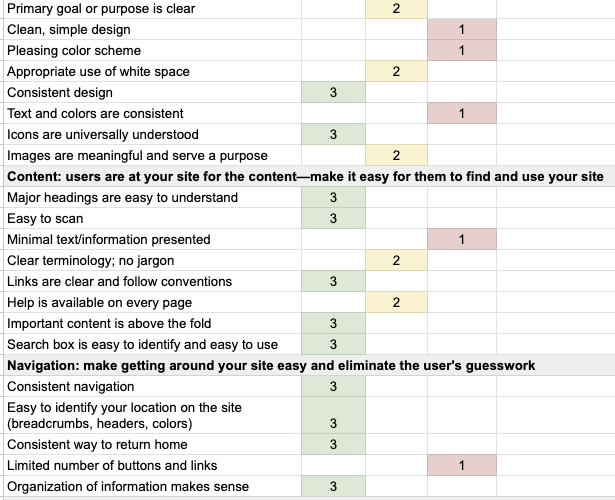 Primary goal or purpose is clear 2
Clean, simple design 1
Pleasing color scheme 1
Appropriate use of white space 2
Consistent design 3
Text and colors are consistent 1
Icons are universally understood 3
Images are meaningful and serve a purpose 2
Content: users are at your site for the content—make it easy for them to find and use your site
Major headings are easy to understand 3
Easy to scan 3
Minimal text/information presented 1
Clear terminology; no jargon 2
Links are clear and follow conventions 3
Help is available on every page 2
Important content is above the fold 3
Search box is easy to identify and easy to use 3
Navigation: make getting around your site easy and eliminate the user's guesswork
Consistent navigation 3
Easy to identify your location on the site
(breadcrumbs, headers, colors) 3
Consistent way to return home 3
Limited number of buttons and links 1
Organization of information makes sense 3